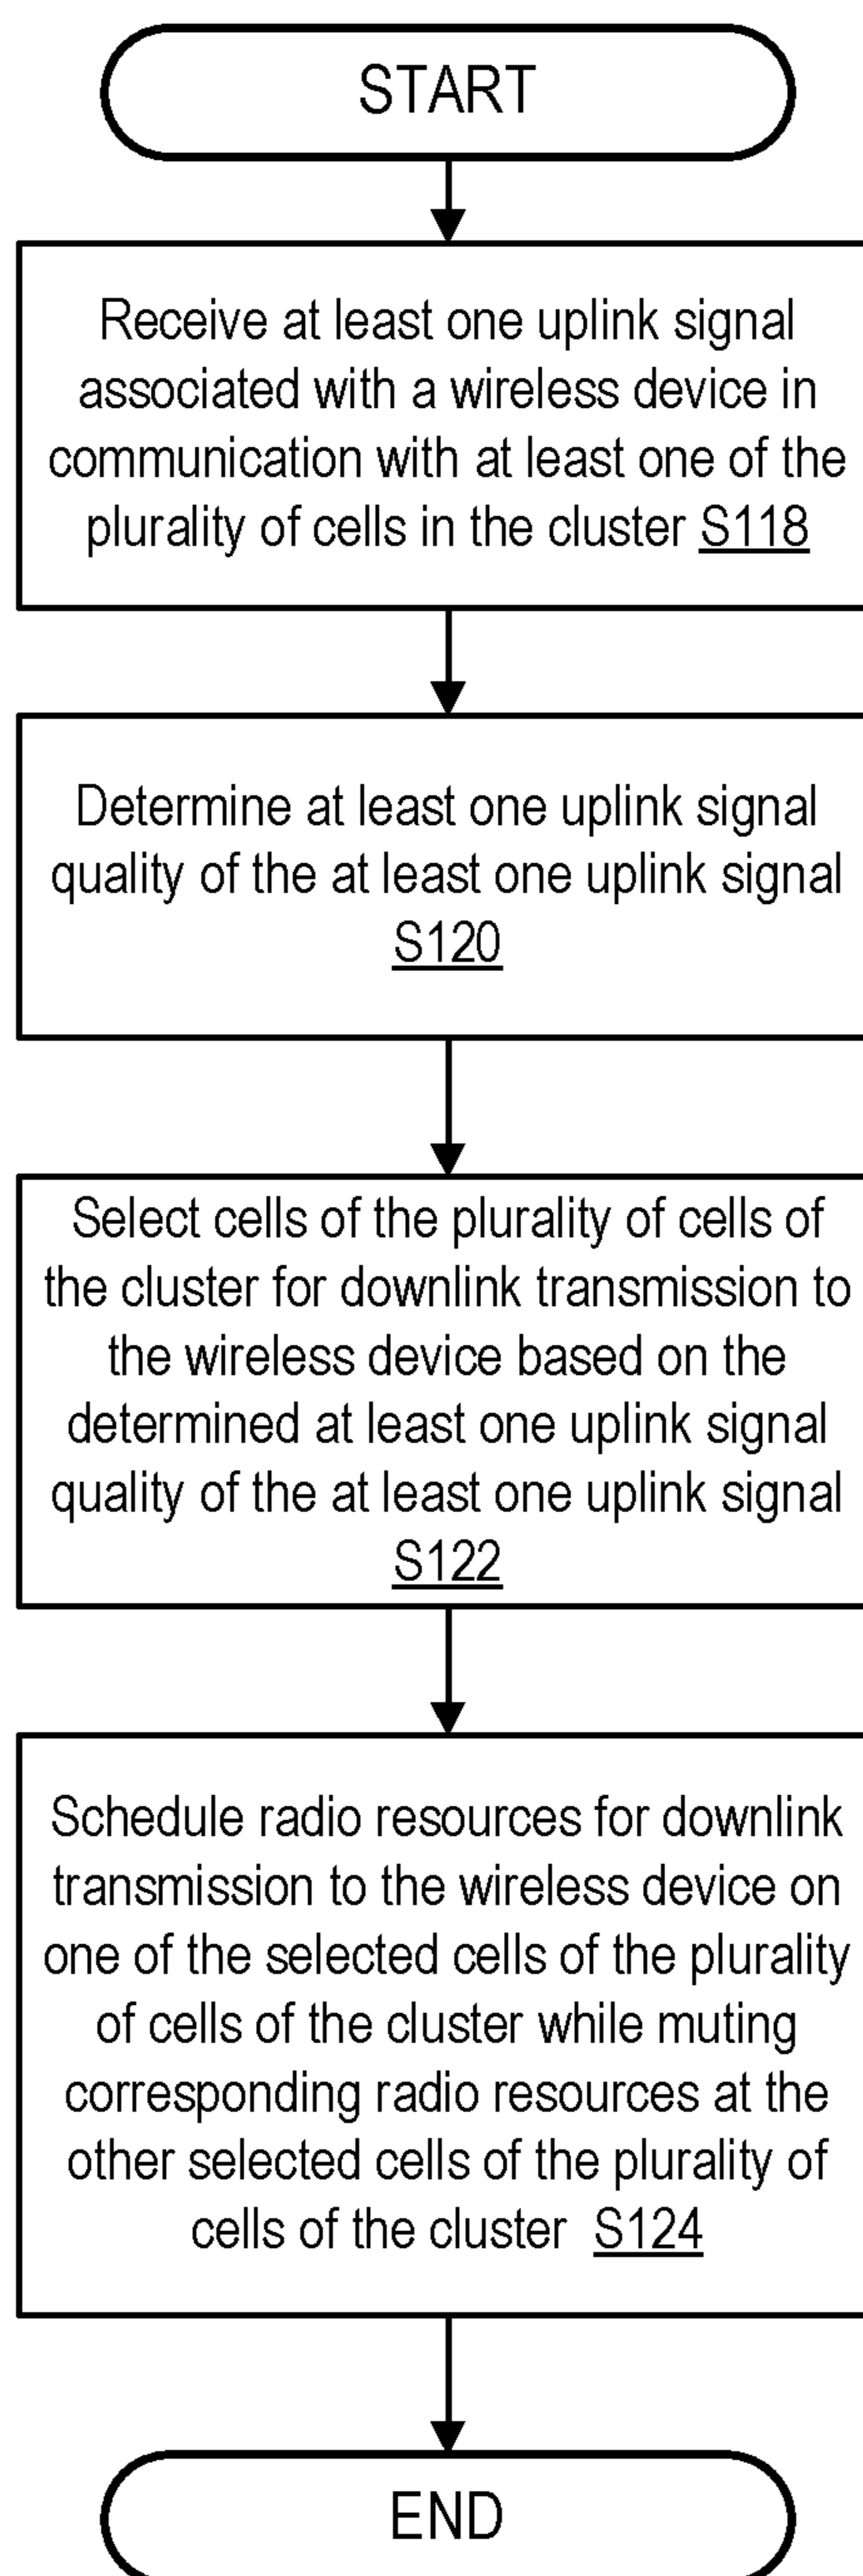 START
Receive at least one uplink signal
associated with a wireless device in
communication with at least one of the
plurality of cells in the cluster S118
Determine at least one uplink signal
quality of the at least one uplink signal
S120
Select cells of the plurality of cells of
the cluster for downlink transmission to
the wireless device based on the
determined at least one uplink signal
quality of the at least one uplink signal
S122
Schedule radio resources for downlink
transmission to the wireless device on
one of the selected cells of the plurality
of cells of the cluster while muting
corresponding radio resources at the
other selected cells of the plurality of
cells of the cluster S124
END